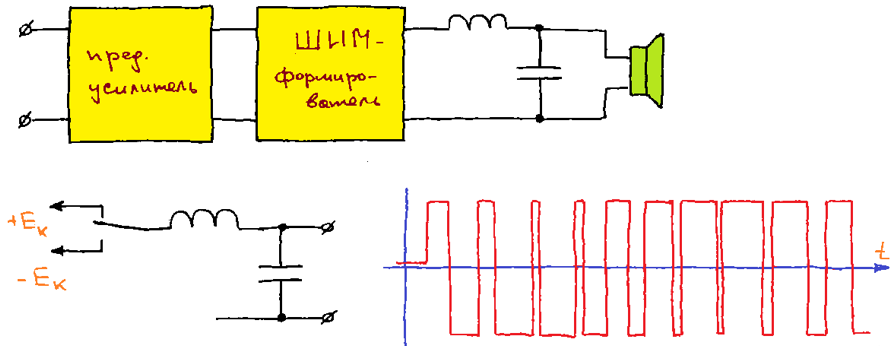 пред.
усилитель
ШИМ-
формиро-
ватель
+Eк
-Eк
t